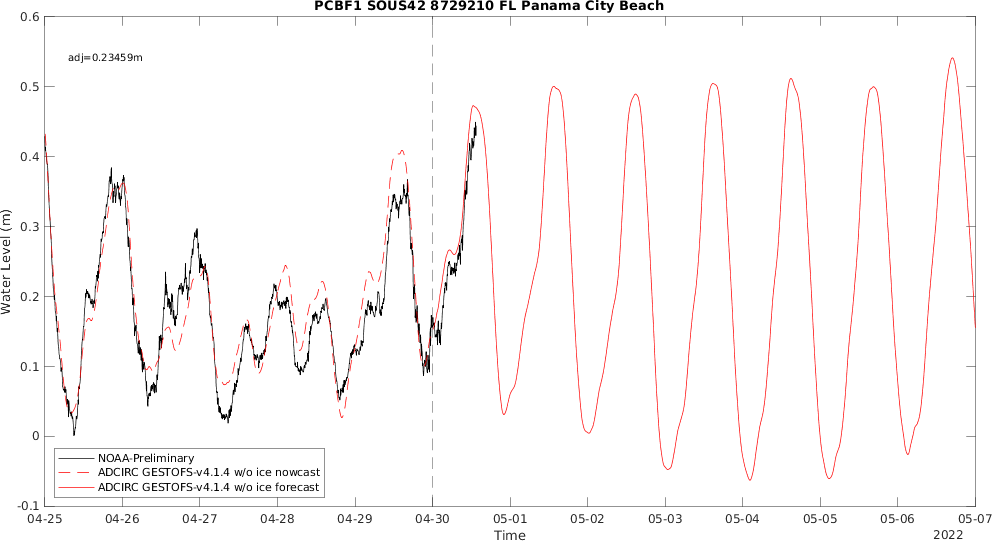 PCBF1 SOUS42 8729210 FL Panama City Beach
adj=0.23459m
Water Level (m)
0.6
0.5
0.4
0.3
0.2
0.1
0
-0.1
NOAA-Preliminary
ADCIRC GESTOFS-v4.1.4 w/o ice nowcast
ADCIRC GESTOFS-v4.1.4 w/o ice forecast
04-25 04-26 04-27 04-28 04-29 04-30 05-01 05-02 05-03 05-04 05-05 05-06 05-07
Time
2022